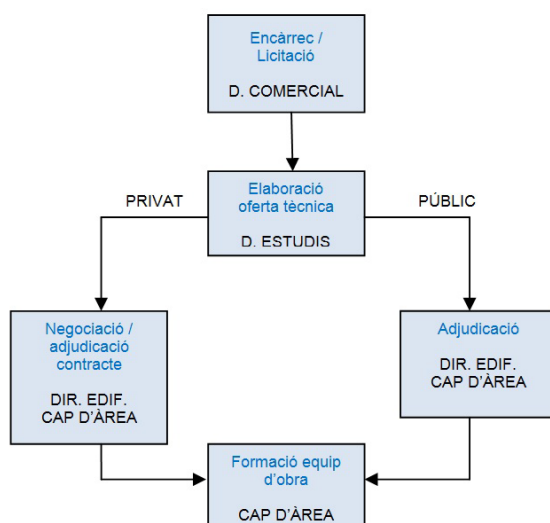 Encàrrec /
Licitació
D. COMERCIAL
Elaboració
oferta tècnica
D. ESTUDIS
PRIVAT
PÚBLIC
Negociació /
adjudicació
contracte
DIR. EDIF.
CAP D'ÀREA
Adjudicació
DIR. EDIF.
CAP D'ÀREA
Formació equip
d'obra
CAP D'ÀREA